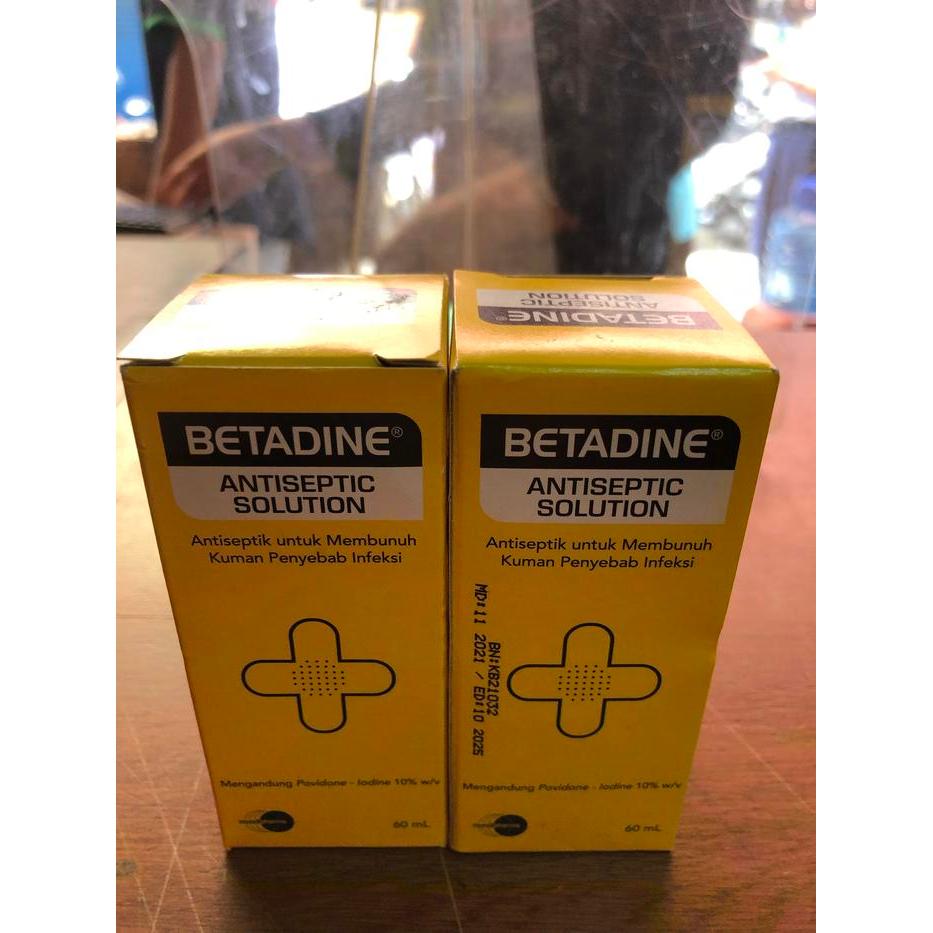 BETADINE®
ANTISEPTIC
SOLUTION
Antiseptik untuk Membunuh
Kuman Penyebab Infeksi
Mengandung Povidone - Iodine 10% w/v
60 mL
BETADINE®
ANTISEPTIC
SOLUTION
BETADINE®
ANTISEPTIC
SOLUTION
Antiseptik untuk Membunuh
Kuman Penyebab Infeksi
BN:KB21032
MD:11 2021 / ED:10 2025
Mengandung Povidone - Iodine 10% w/v
60 mL